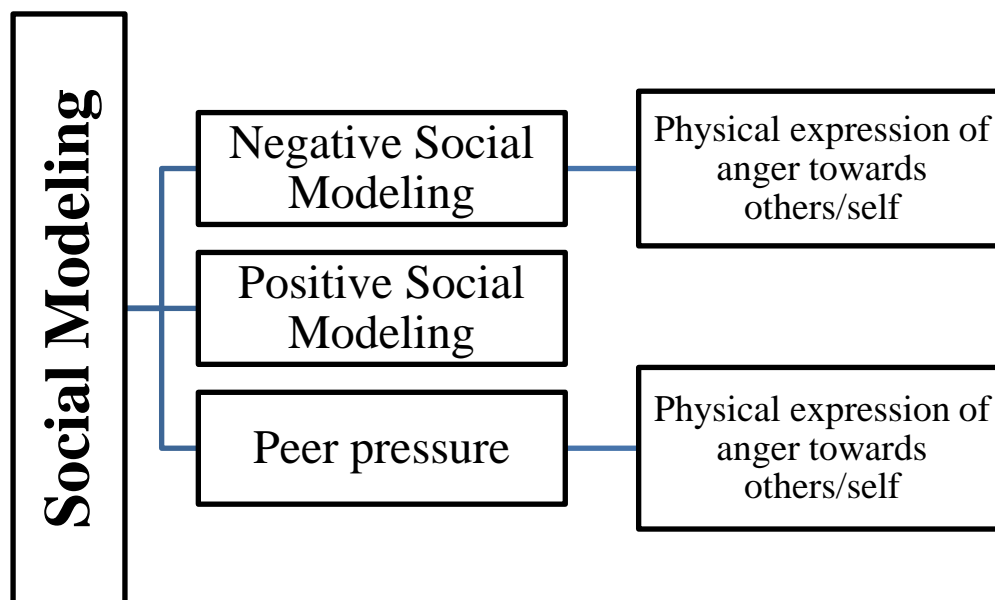 Social Modeling
Negative Social
Modeling
Physical expression of
anger towards
others/self
Positive Social
Modeling
Peer pressure
Physical expression of
anger towards
others/self